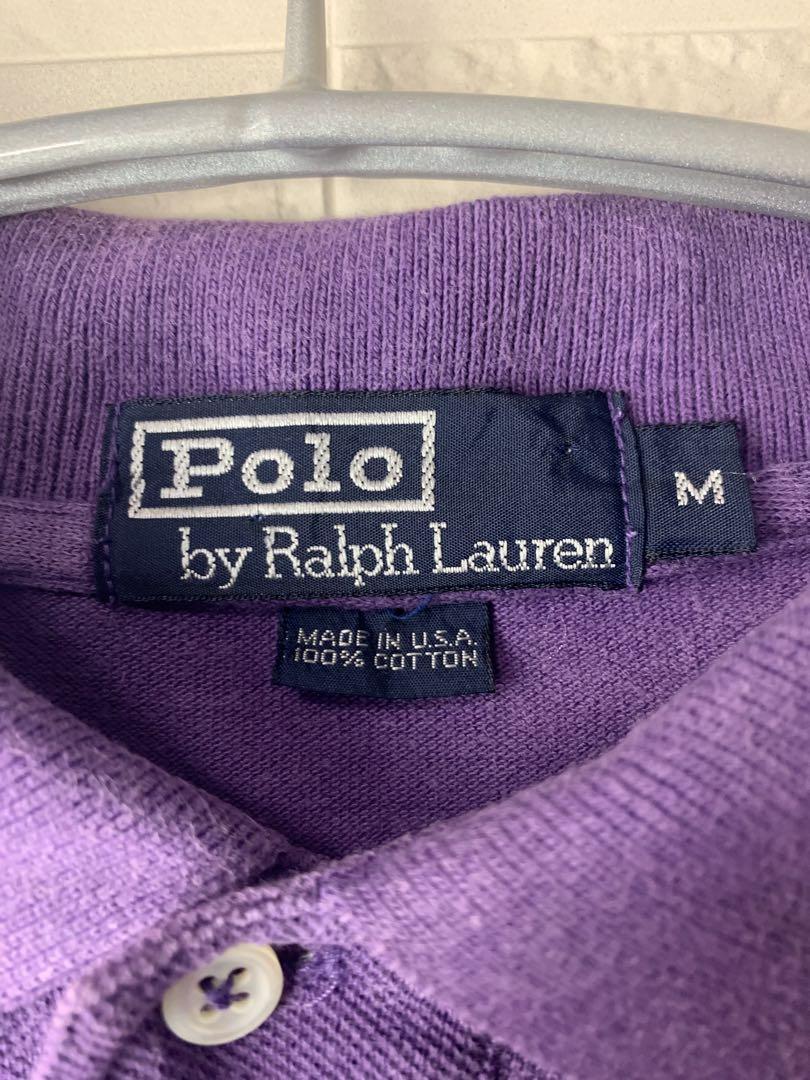 Polo
by Ralph Lauren
M
MADE IN U.S.A.
100% COTTON